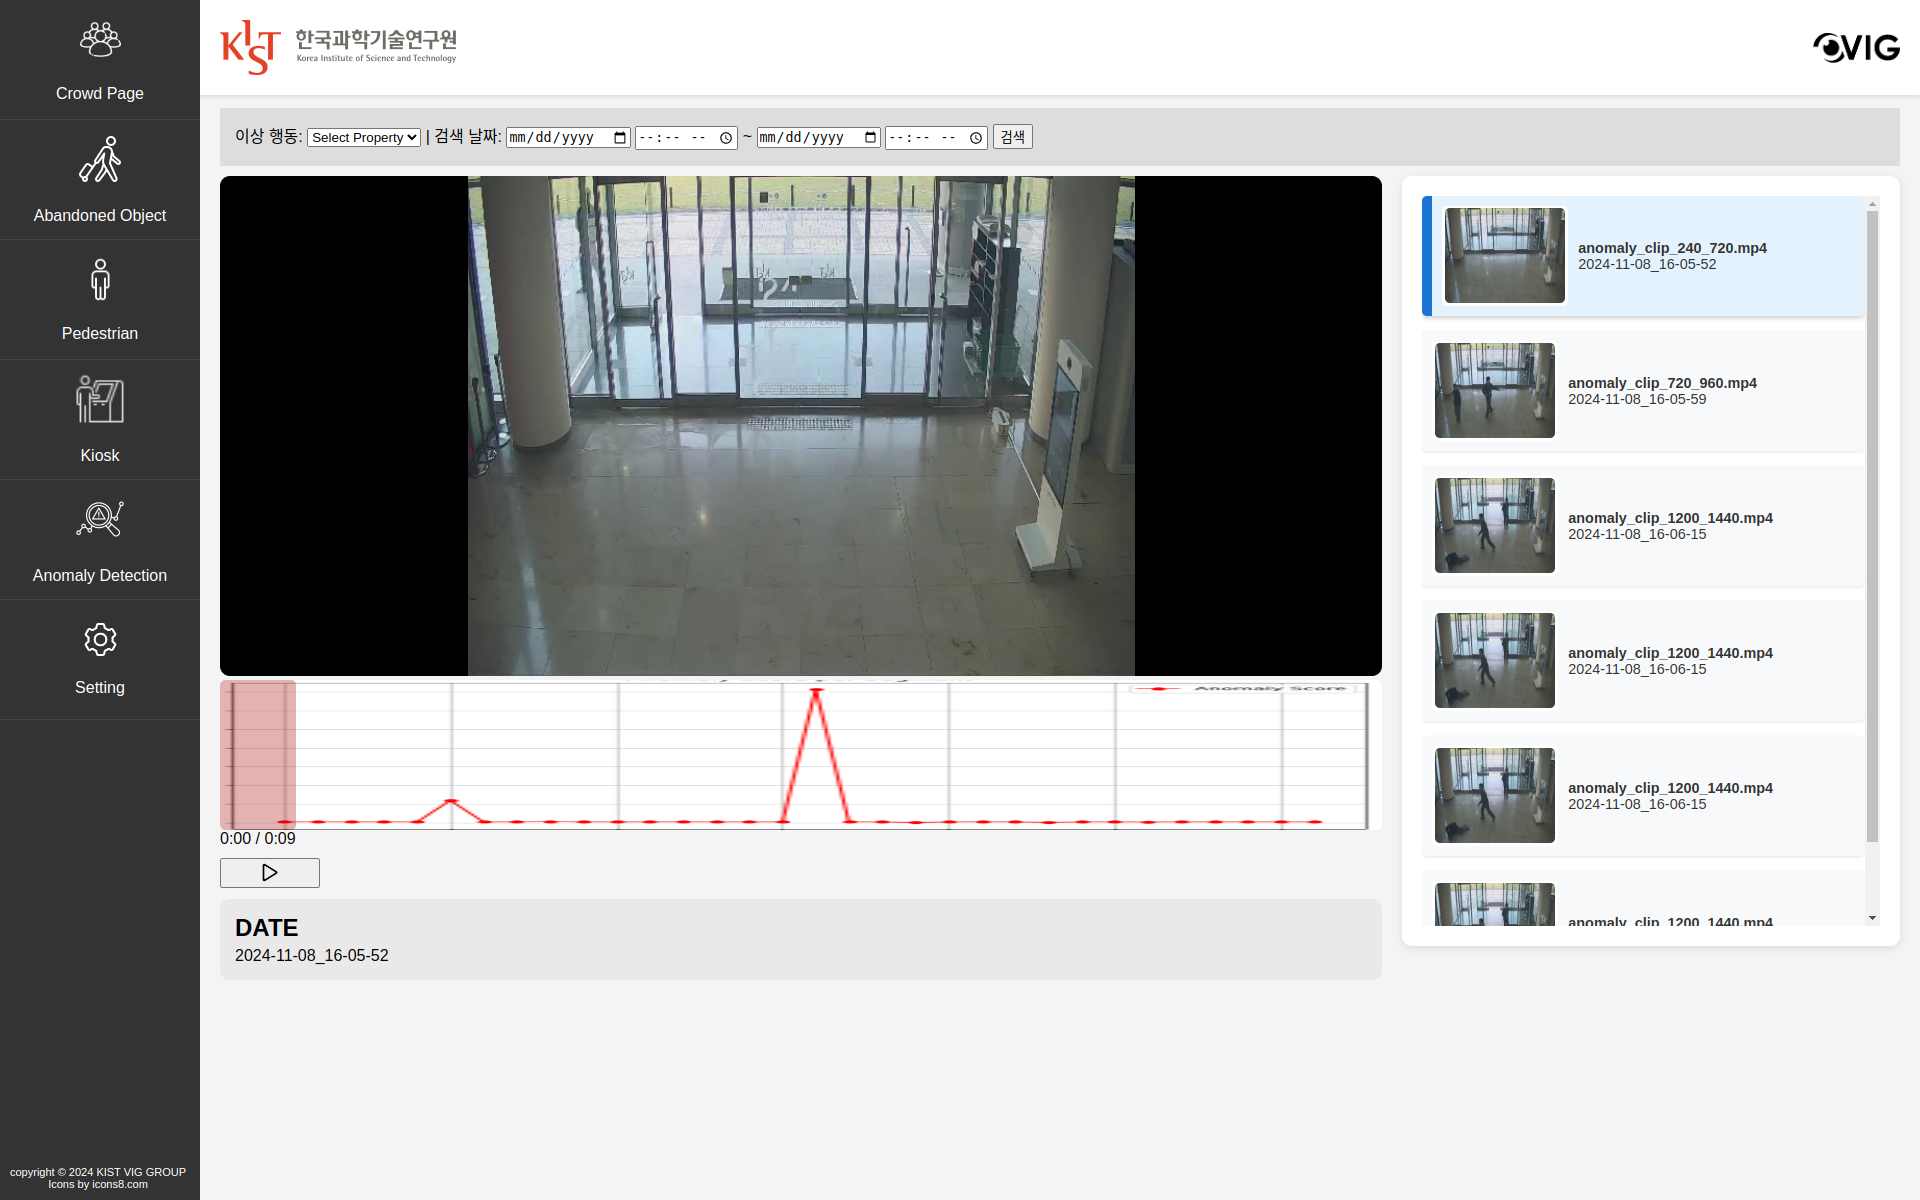 Crowd Page
Abandoned Object
Pedestrian
Kiosk
Anomaly Detection
Setting
copyright © 2024 KIST VIG GROUP
Icons by icons8.com
KIST 한국과학기술연구원
Korea Institute of Science and Technology
VIG
이상 행동: Select Property | 검색 날짜: mm/dd/yyyy --:-- -- ~ mm/dd/yyyy --:-- -- 검색
Anomaly Score
0:00 / 0:09
DATE
2024-11-08_16-05-52
anomaly_clip_240_720.mp4
2024-11-08_16-05-52
anomaly_clip_720_960.mp4
2024-11-08_16-05-59
anomaly_clip_1200_1440.mp4
2024-11-08_16-06-15
anomaly_clip_1200_1440.mp4
2024-11-08_16-06-15
anomaly_clip_1200_1440.mp4
2024-11-08_16-06-15
anomaly_clip_1200_1440.mp4